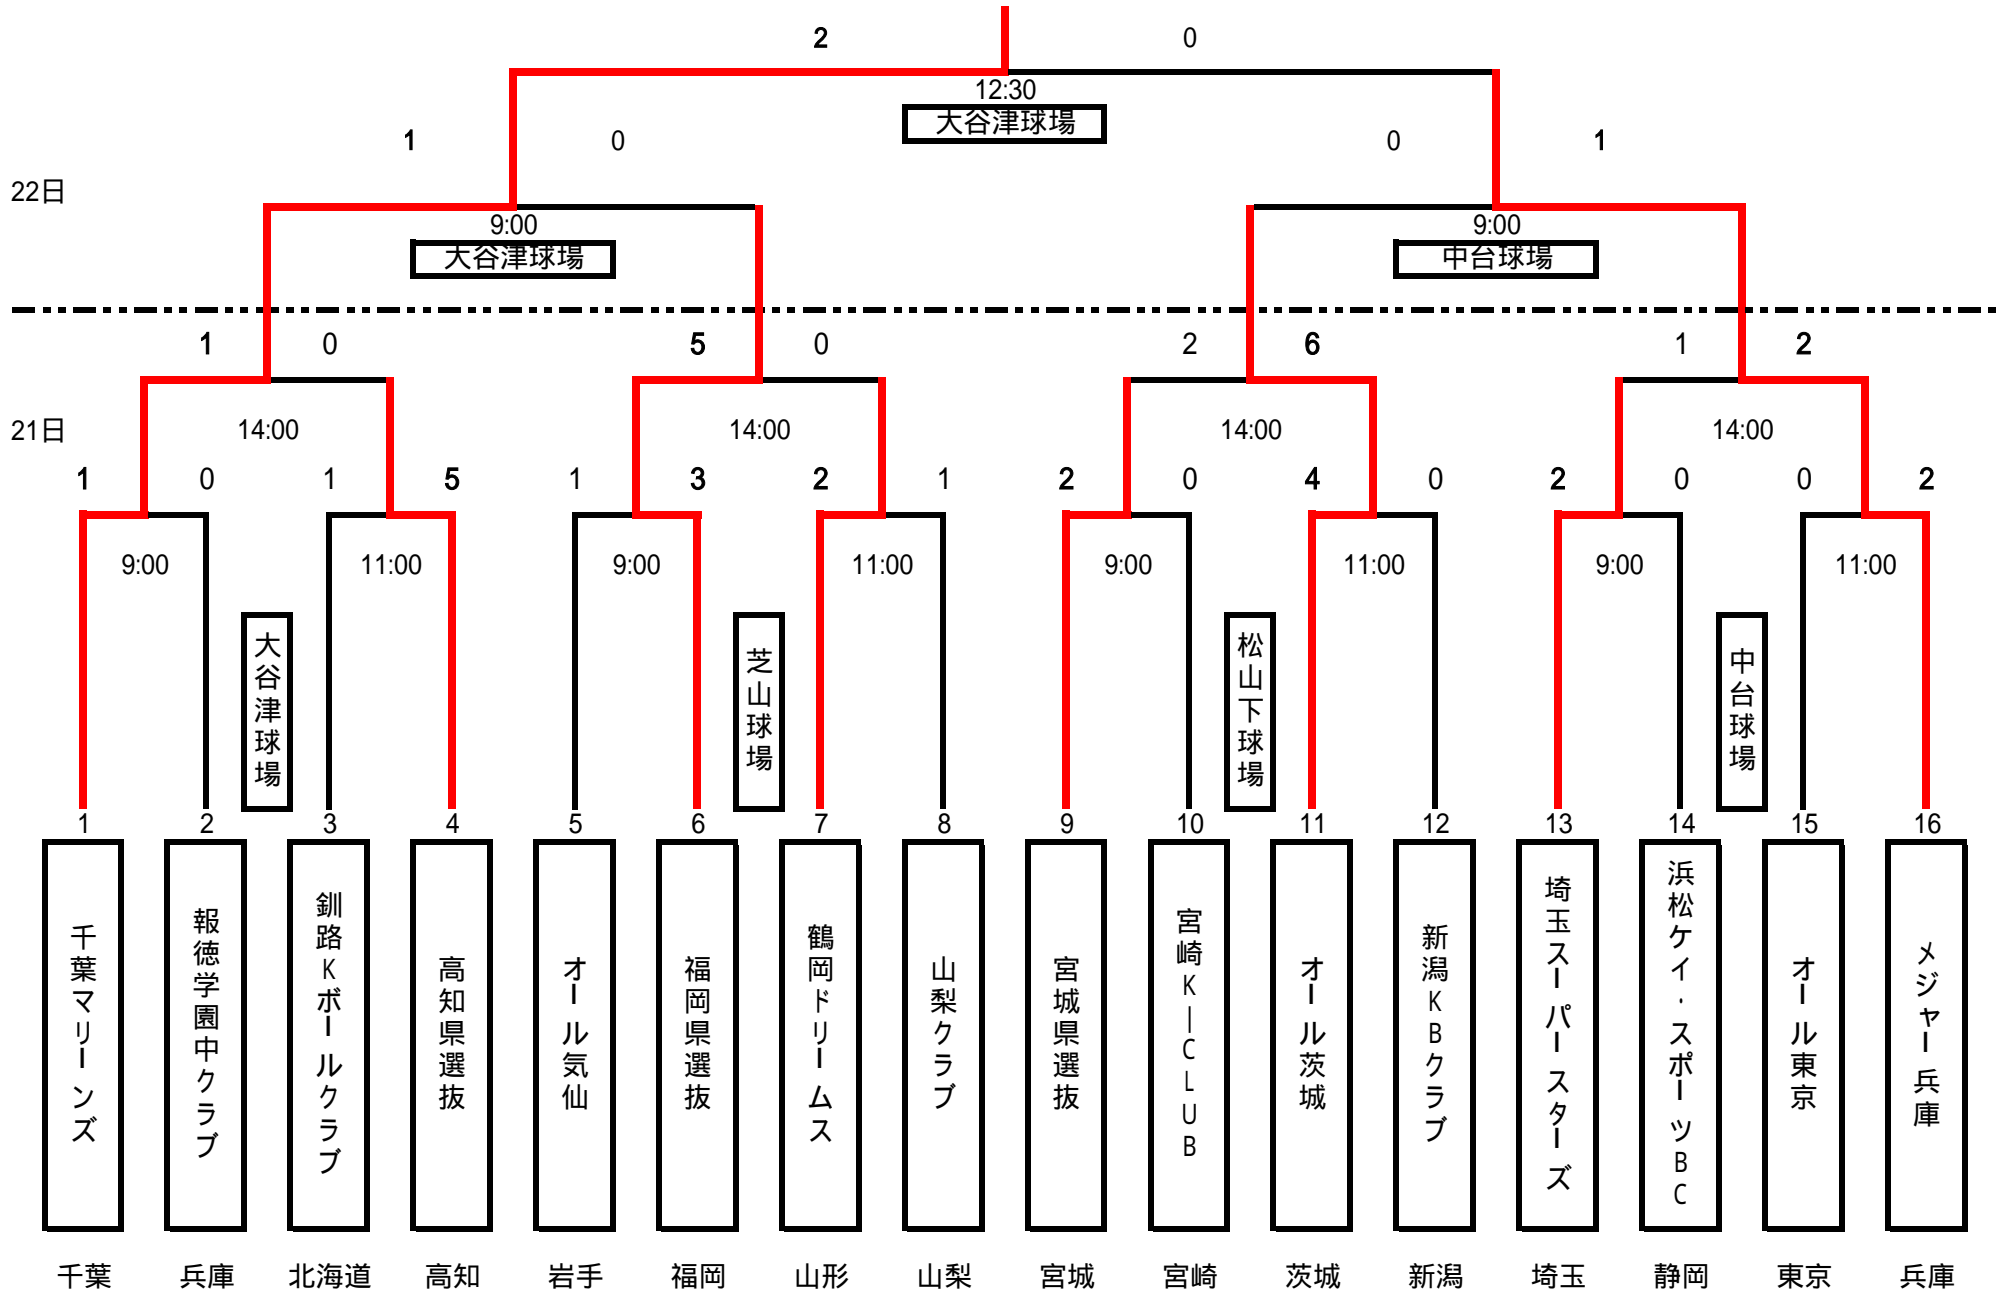 2 0
12:30
大谷津球場
1 0 0 1
22日
9:00 9:00
大谷津球場 中台球場
1 0 5 0 2 6 1 2
21日 14:00 14:00 14:00 14:00
1 0 1 5 1 3 2 1 2 0 4 0 2 0 0 2
9:00 11:00 9:00 11:00 9:00 11:00 9:00 11:00
大谷津球場
芝山球場
松山下球場
中台球場
1 2 3 4 5 6 7 8 9 10 11 12 13 14 15 16
千葉マリーンズ
報徳学園中クラブ
釧路Kボールクラブ
高知県選抜
オール気仙
福岡県選抜
鶴岡ドリームス
山梨クラブ
宮城県選抜
宮崎K|CLUB
オール茨城
新潟KBクラブ
埼玉スーパースターズ
浜松ケイ・スポーツBC
オール東京
メジャー兵庫
千葉 兵庫 北海道 高知 岩手 福岡 山形 山梨 宮城 宮崎 茨城 新潟 埼玉 静岡 東京 兵庫